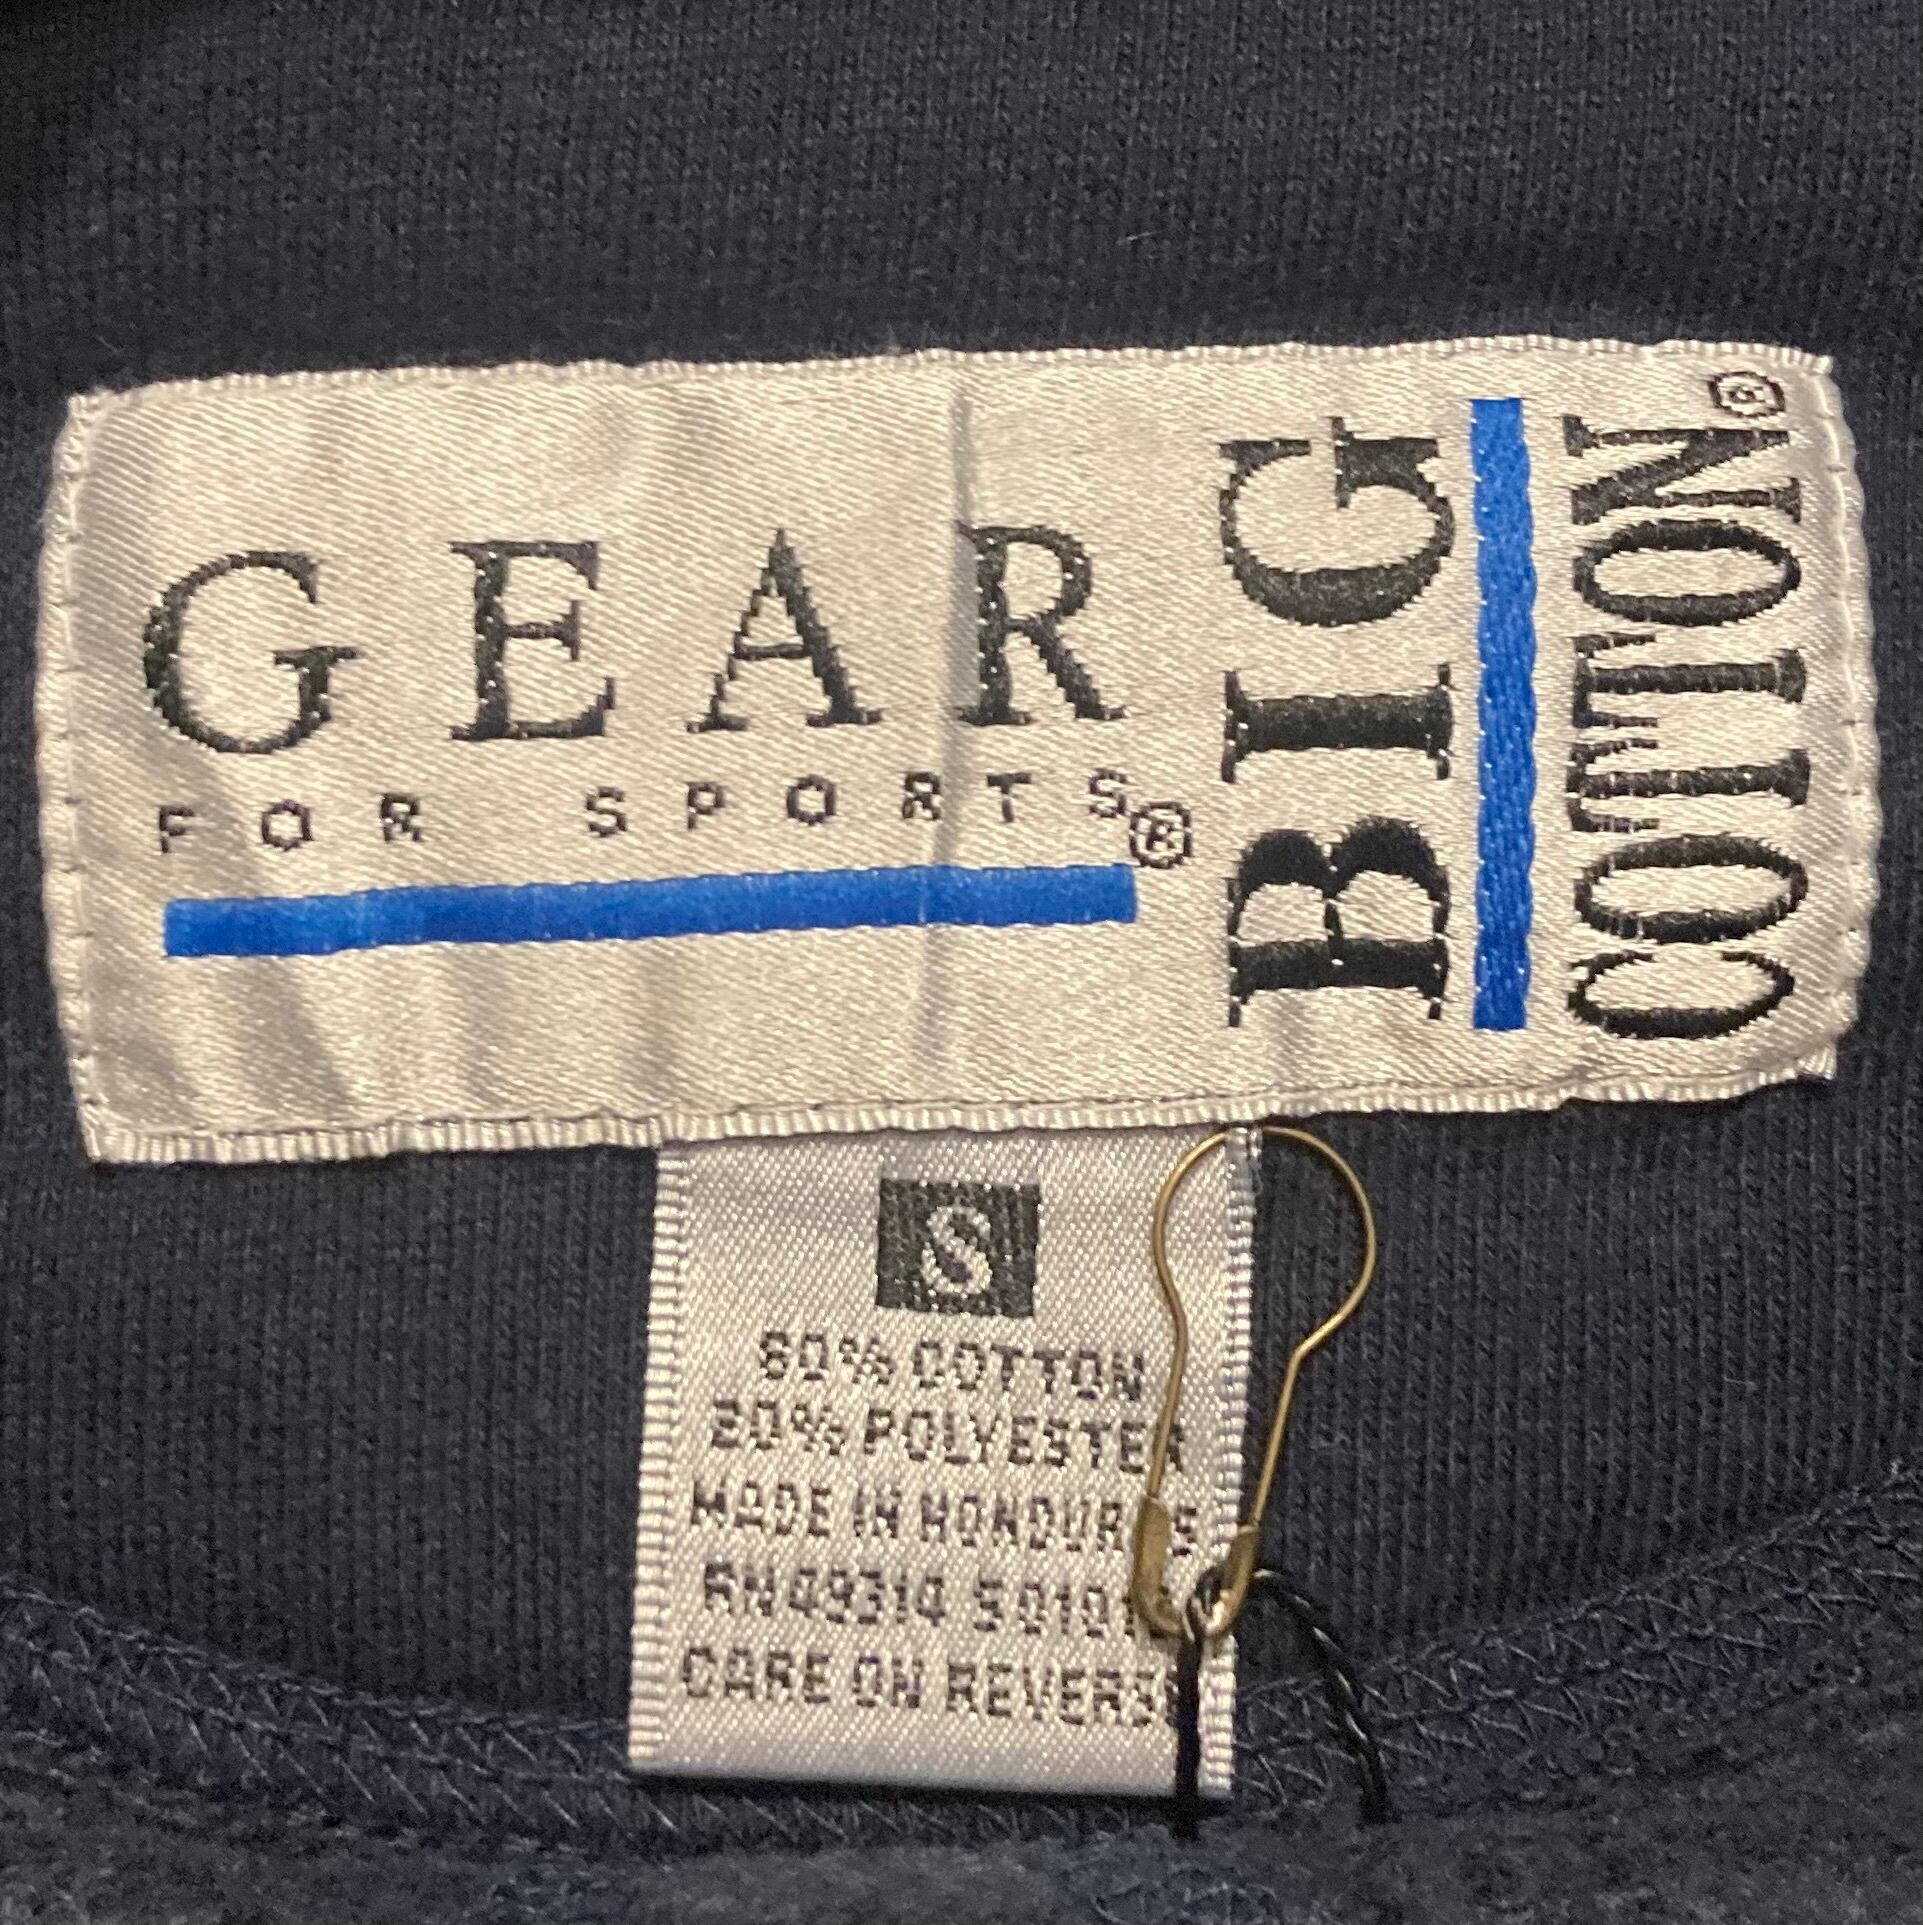 GEAR
FOR SPORTS®
BIG
COTTON®
S
80% COTTON
20% POLYESTER
MADE IN HONDURAS
RN49314
CARE ON REVERSE